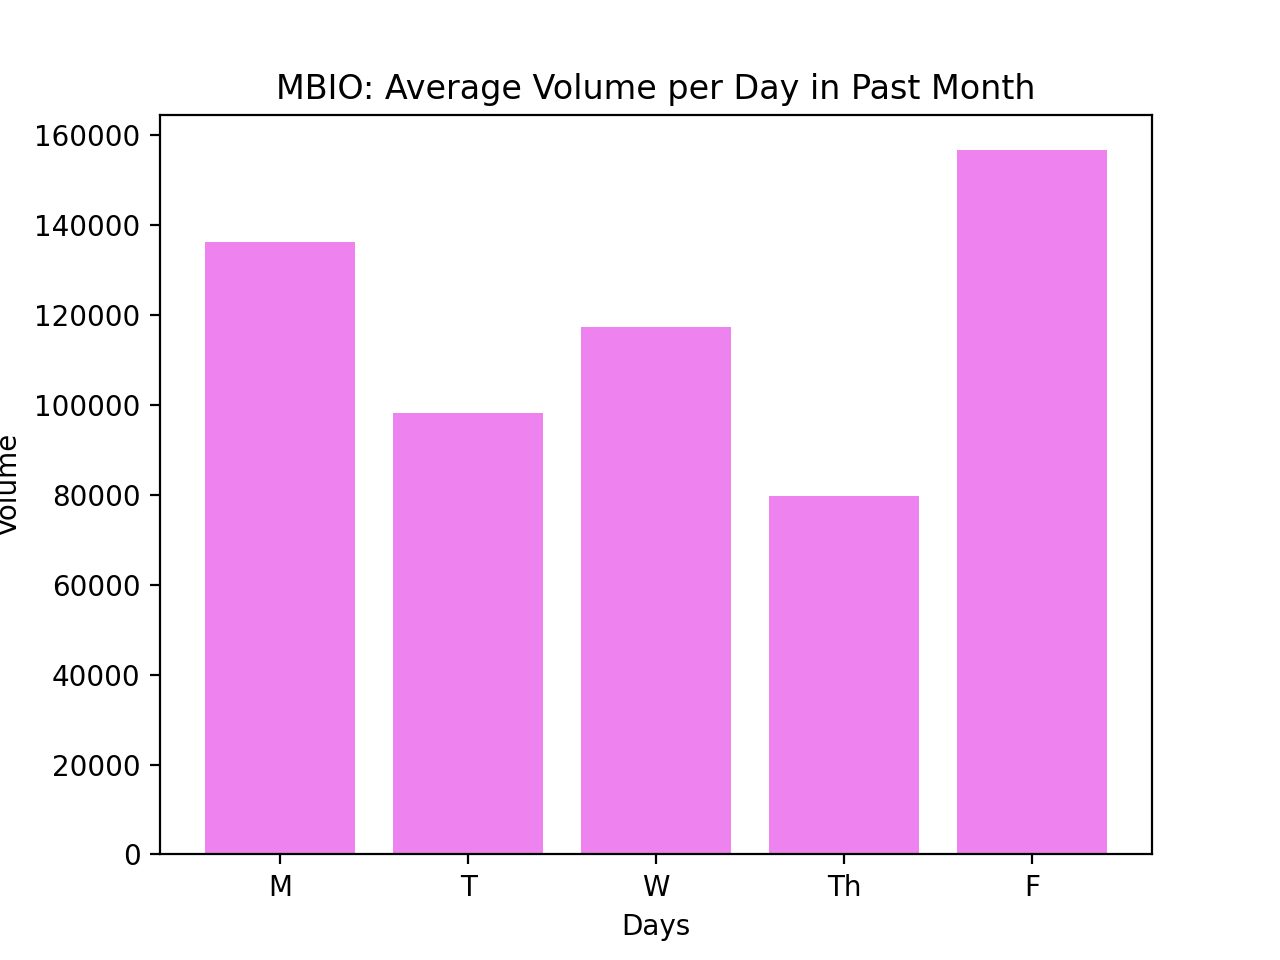 MBIO: Average Volume per Day in Past Month
160000
140000
120000
100000
80000
60000
40000
20000
0
Volume
M T W Th F
Days